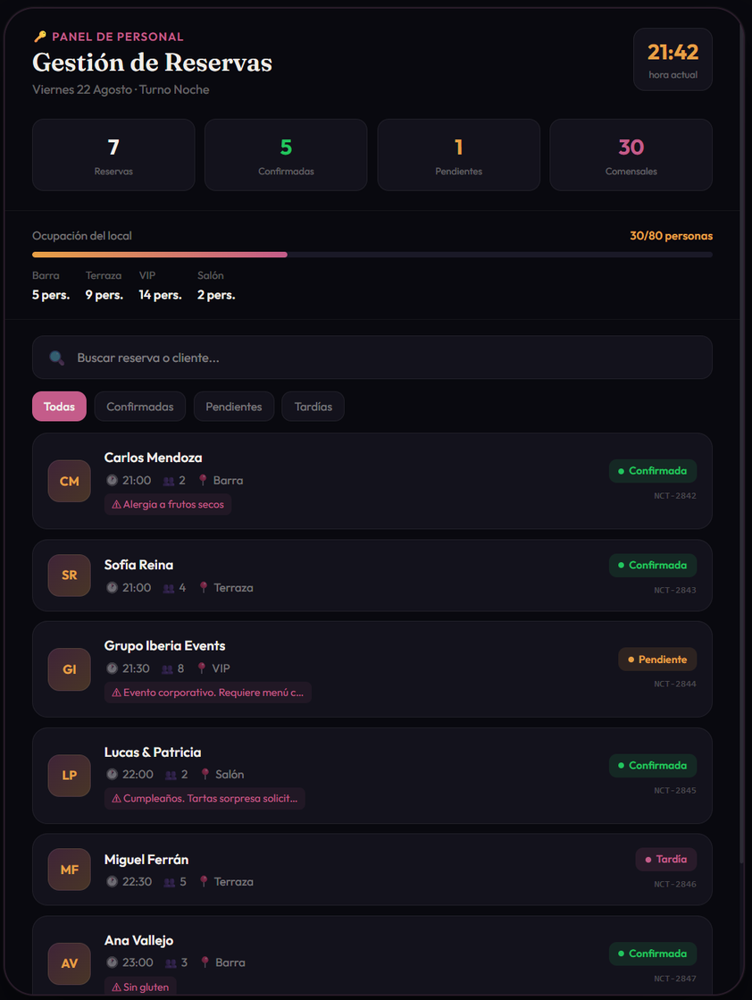 PANEL DE PERSONAL
Gestión de Reservas
Viernes 22 Agosto · Turno Noche
21:42
hora actual
7
Reservas
5
Confirmadas
1
Pendientes
30
Comensales
Ocupación del local
30/80 personas
Barra
5 pers.
Terraza
9 pers.
VIP
14 pers.
Salón
2 pers.
Buscar reserva o cliente...
Todas
Confirmadas
Pendientes
Tardías
CM
Carlos Mendoza
21:00 2 Barra
⚠ Alergia a frutos secos
Confirmada
NCT-2842
SR
Sofía Reina
21:00 4 Terraza
Confirmada
NCT-2843
GI
Grupo Iberia Events
21:30 8 VIP
⚠ Evento corporativo. Requiere menú c...
Pendiente
NCT-2844
LP
Lucas & Patricia
22:00 2 Salón
⚠ Cumpleaños. Tartas sorpresa solicit...
Confirmada
NCT-2845
MF
Miguel Ferrán
22:30 5 Terraza
Tardía
NCT-2846
AV
Ana Vallejo
23:00 3 Barra
⚠ Sin gluten
Confirmada
NCT-2847